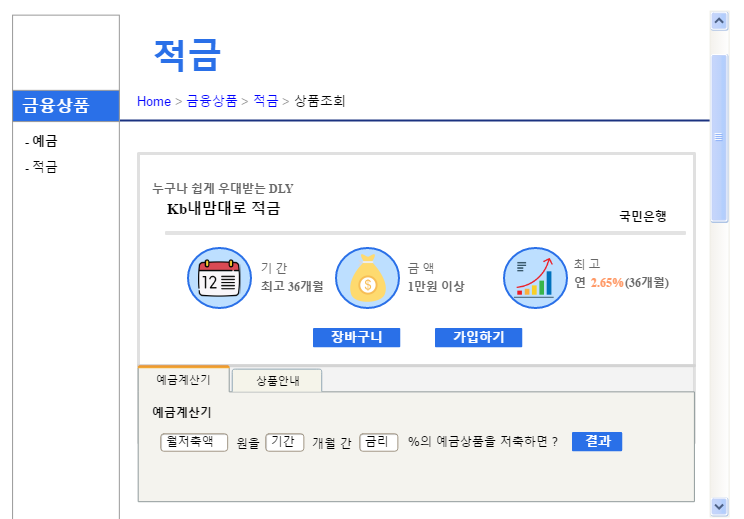 적금
금융상품
Home > 금융상품 > 적금 > 상품조회
- 예금
- 적금
누구나 쉽게 우대받는 DLY
Kb내맘대로 적금
국민은행
12
기 간
최고 36개월
$
금 액
1만원 이상
최 고
연 2.65%(36개월)
장바구니
가입하기
예금계산기
상품안내
예금계산기
월저축액 원을 기간 개월 간 금리 %의 예금상품을 저축하면 ? 결과